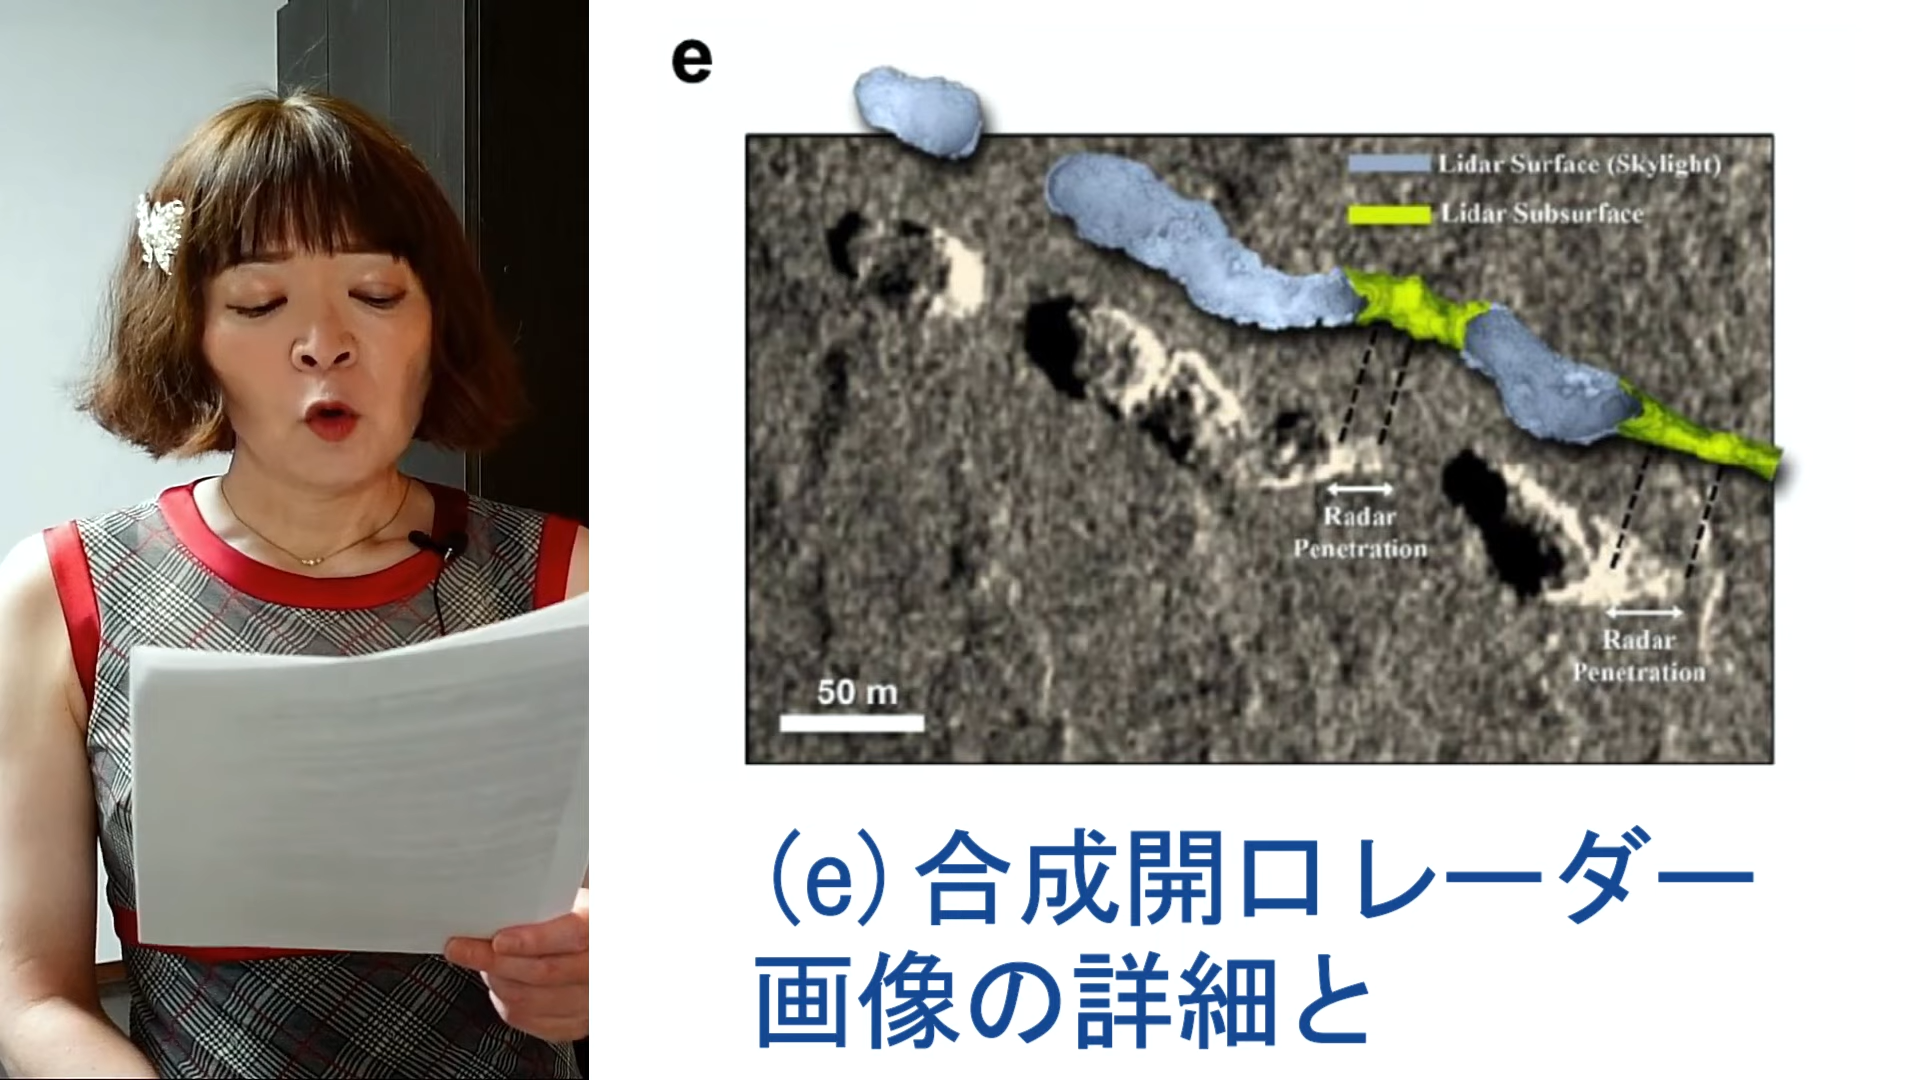 e
Lidar Surface (Skylight)
Lidar Subsurface
Radar
Penetration
Radar
Penetration
50 m
(e)合成開口レーダー
画像の詳細と